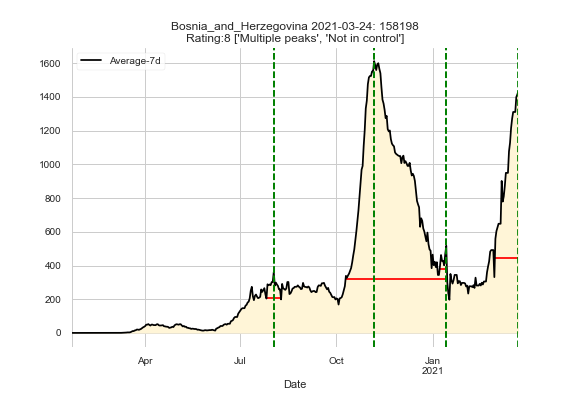 Bosnia_and_Herzegovina 2021-03-24: 158198
Rating:8 ['Multiple peaks', 'Not in control']
Average-7d
1600
1400
1200
1000
800
600
400
200
0
Apr
Jul
Oct
Jan
2021
Date